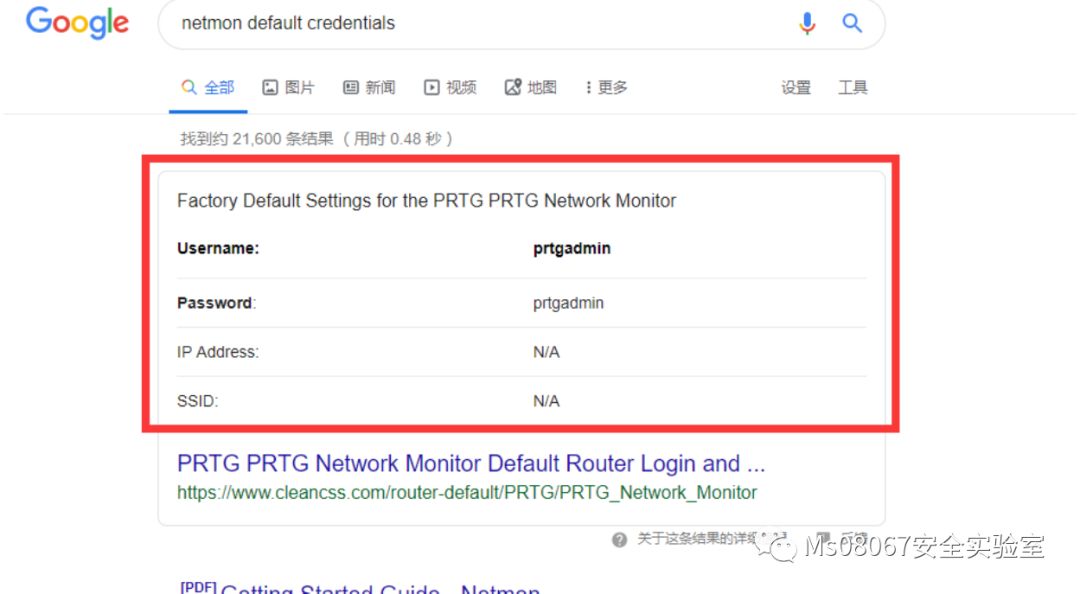 Google
netmon default credentials
全部 图片 新闻 视频 地图 更多 设置 工具
找到约 21,600 条结果 （用时 0.48 秒）
Factory Default Settings for the PRTG PRTG Network Monitor
Username: prtgadmin
Password: prtgadmin
IP Address: N/A
SSID: N/A
PRTG PRTG Network Monitor Default Router Login and ...
https://www.cleancss.com/router-default/PRTG/PRTG_Network_Monitor
关于这条结果的详细
Ms08067安全实验室
[PDF] Getting Started Guide - Netmon